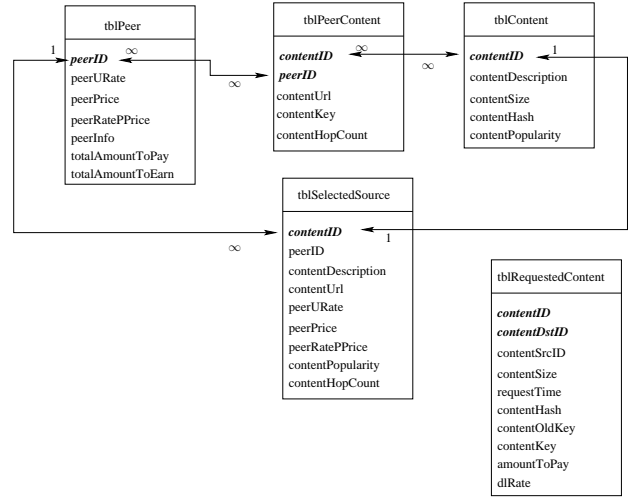 tblPeer
1
∞
peerID
peerURate
peerPrice
peerRatePPrice
peerInfo
totalAmountToPay
totalAmountToEarn
∞
tblPeerContent
contentID
peerID
contentUrl
contentKey
contentHopCount
∞
∞
tblContent
contentID
1
contentDescription
contentSize
contentHash
contentPopularity
tblSelectedSource
contentID
peerID
contentDescription
contentUrl
peerURate
peerPrice
peerRatePPrice
contentPopularity
contentHopCount
∞
1
tblRequestedContent
contentID
contentDstID
contentSrcID
contentSize
requestTime
contentHash
contentOldKey
contentKey
amountToPay
dlRate